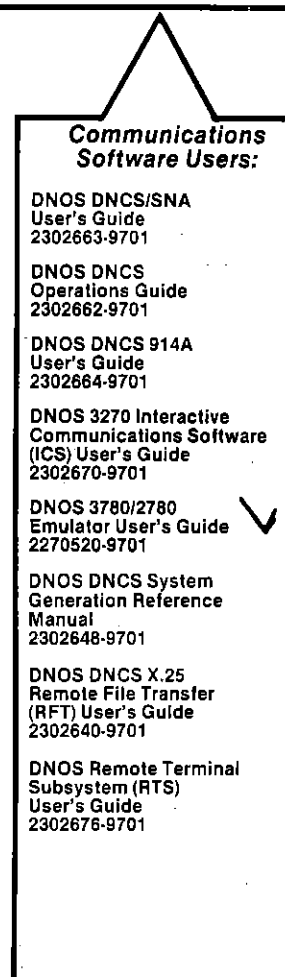 Communications
Software Users:
DNOS DNCS/SNA
User's Guide
2302663-9701
DNOS DNCS
Operations Guide
2302662-9701
DNOS DNCS 914A
User's Guide
2302664-9701
DNOS 3270 Interactive
Communications Software
(ICS) User's Guide
2302670-9701
DNOS 3780/2780
Emulator User's Guide
2270520-9701
DNOS DNCS System
Generation Reference
Manual
2302648-9701
DNOS DNCS X.25
Remote File Transfer
(RFT) User's Guide
2302640-9701
DNOS Remote Terminal
Subsystem (RTS)
User's Guide
2302676-9701